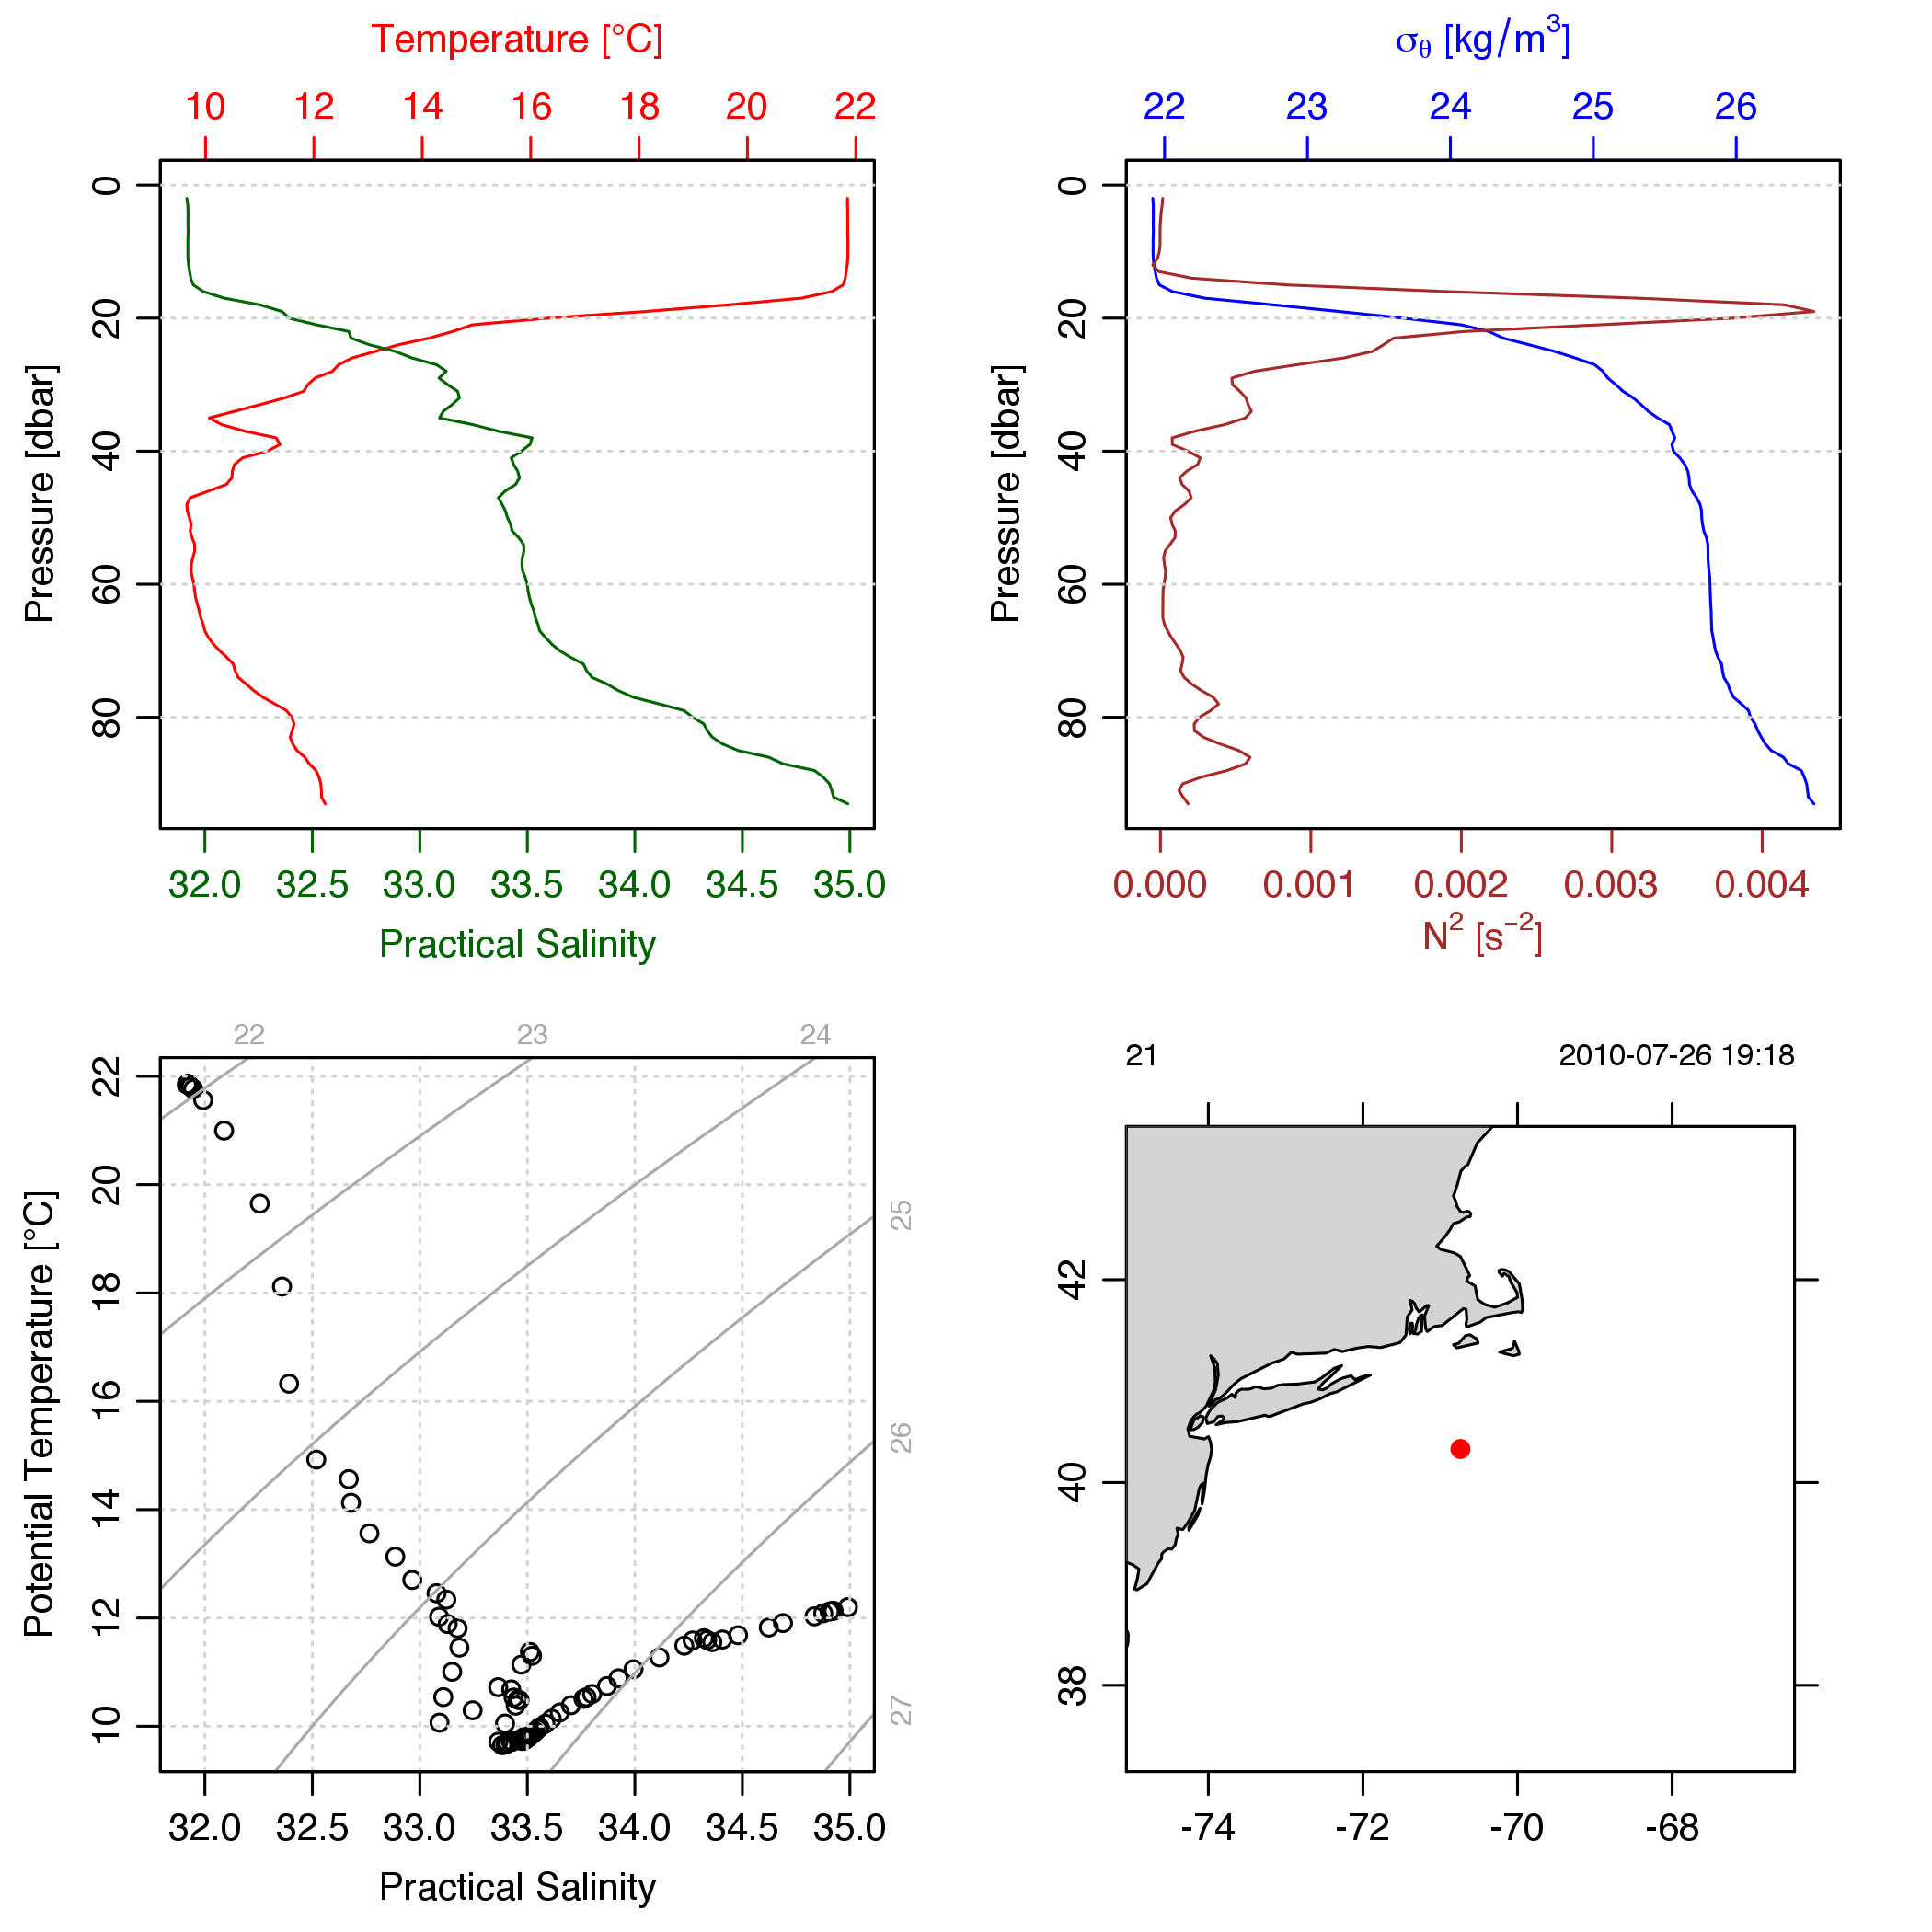 Temperature [°C]
10 12 14 16 18 20 22
0
20
40
60
80
Pressure [dbar]
32.0 32.5 33.0 33.5 34.0 34.5 35.0
Practical Salinity
σθ [kg/m³]
22 23 24 25 26
0
20
40
60
80
Pressure [dbar]
0.000 0.001 0.002 0.003 0.004
N² [s⁻²]
22 23 24
22
20
18
16
14
12
10
Potential Temperature [°C]
25
26
27
32.0 32.5 33.0 33.5 34.0 34.5 35.0
Practical Salinity
21 2010-07-26 19:18
42
40
38
-74 -72 -70 -68